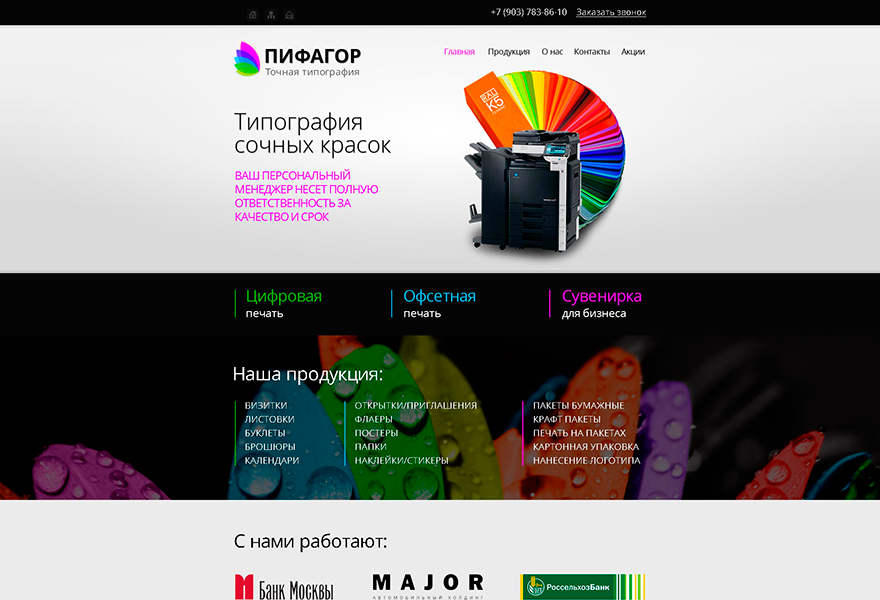 +7 (903) 783-86-10 Заказать звонок
ПИФАГОР
Точная типография
Главная Продукция О нас Контакты Акции
Типография
сочных красок
ВАШ ПЕРСОНАЛЬНЫЙ
МЕНЕДЖЕР НЕСЕТ ПОЛНУЮ
ОТВЕТСТВЕННОСТЬ ЗА
КАЧЕСТВО И СРОК
RAL
K5
Цифровая
печать
Офсетная
печать
Сувенирка
для бизнеса
Наша продукция:
ВИЗИТКИ
ЛИСТОВКИ
БУКЛЕТЫ
БРОШЮРЫ
КАЛЕНДАРИ
ОТКРЫТКИ/ПРИГЛАШЕНИЯ
ФЛАЕРЫ
ПОСТЕРЫ
ПАПКИ
НАКЛЕЙКИ/СТИКЕРЫ
ПАКЕТЫ БУМАЖНЫЕ
КРАФТ ПАКЕТЫ
ПЕЧАТЬ НА ПАКЕТАХ
КАРТОННАЯ УПАКОВКА
НАНЕСЕНИЕ ЛОГОТИПА
С нами работают:
Банк Москвы
MAJOR
АВТОМОБИЛЬНЫЙ ХОЛДИНГ
РоссельхозБанк